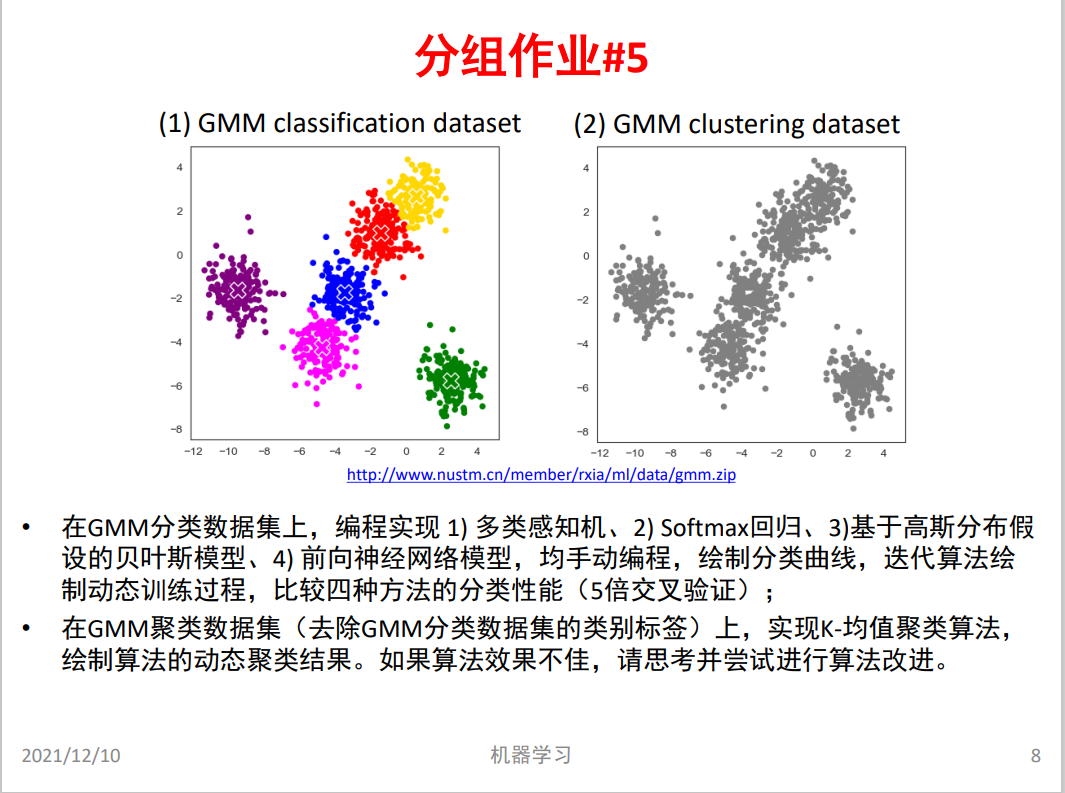 分组作业#5
(1) GMM classification dataset
(2) GMM clustering dataset
4
2
0
−2
−4
−6
−8
−12 −10 −8 −6 −4 −2 0 2 4
4
2
0
−2
−4
−6
−8
−12 −10 −8 −6 −4 −2 0 2 4
http://www.nustm.cn/member/rxia/ml/data/gmm.zip
• 在GMM分类数据集上，编程实现 1) 多类感知机、2) Softmax回归、3)基于高斯分布假
设的贝叶斯模型、4) 前向神经网络模型，均手动编程，绘制分类曲线，迭代算法绘
制动态训练过程，比较四种方法的分类性能（5倍交叉验证）；
• 在GMM聚类数据集（去除GMM分类数据集的类别标签）上，实现K-均值聚类算法，
绘制算法的动态聚类结果。如果算法效果不佳，请思考并尝试进行算法改进。
2021/12/10
机器学习
8